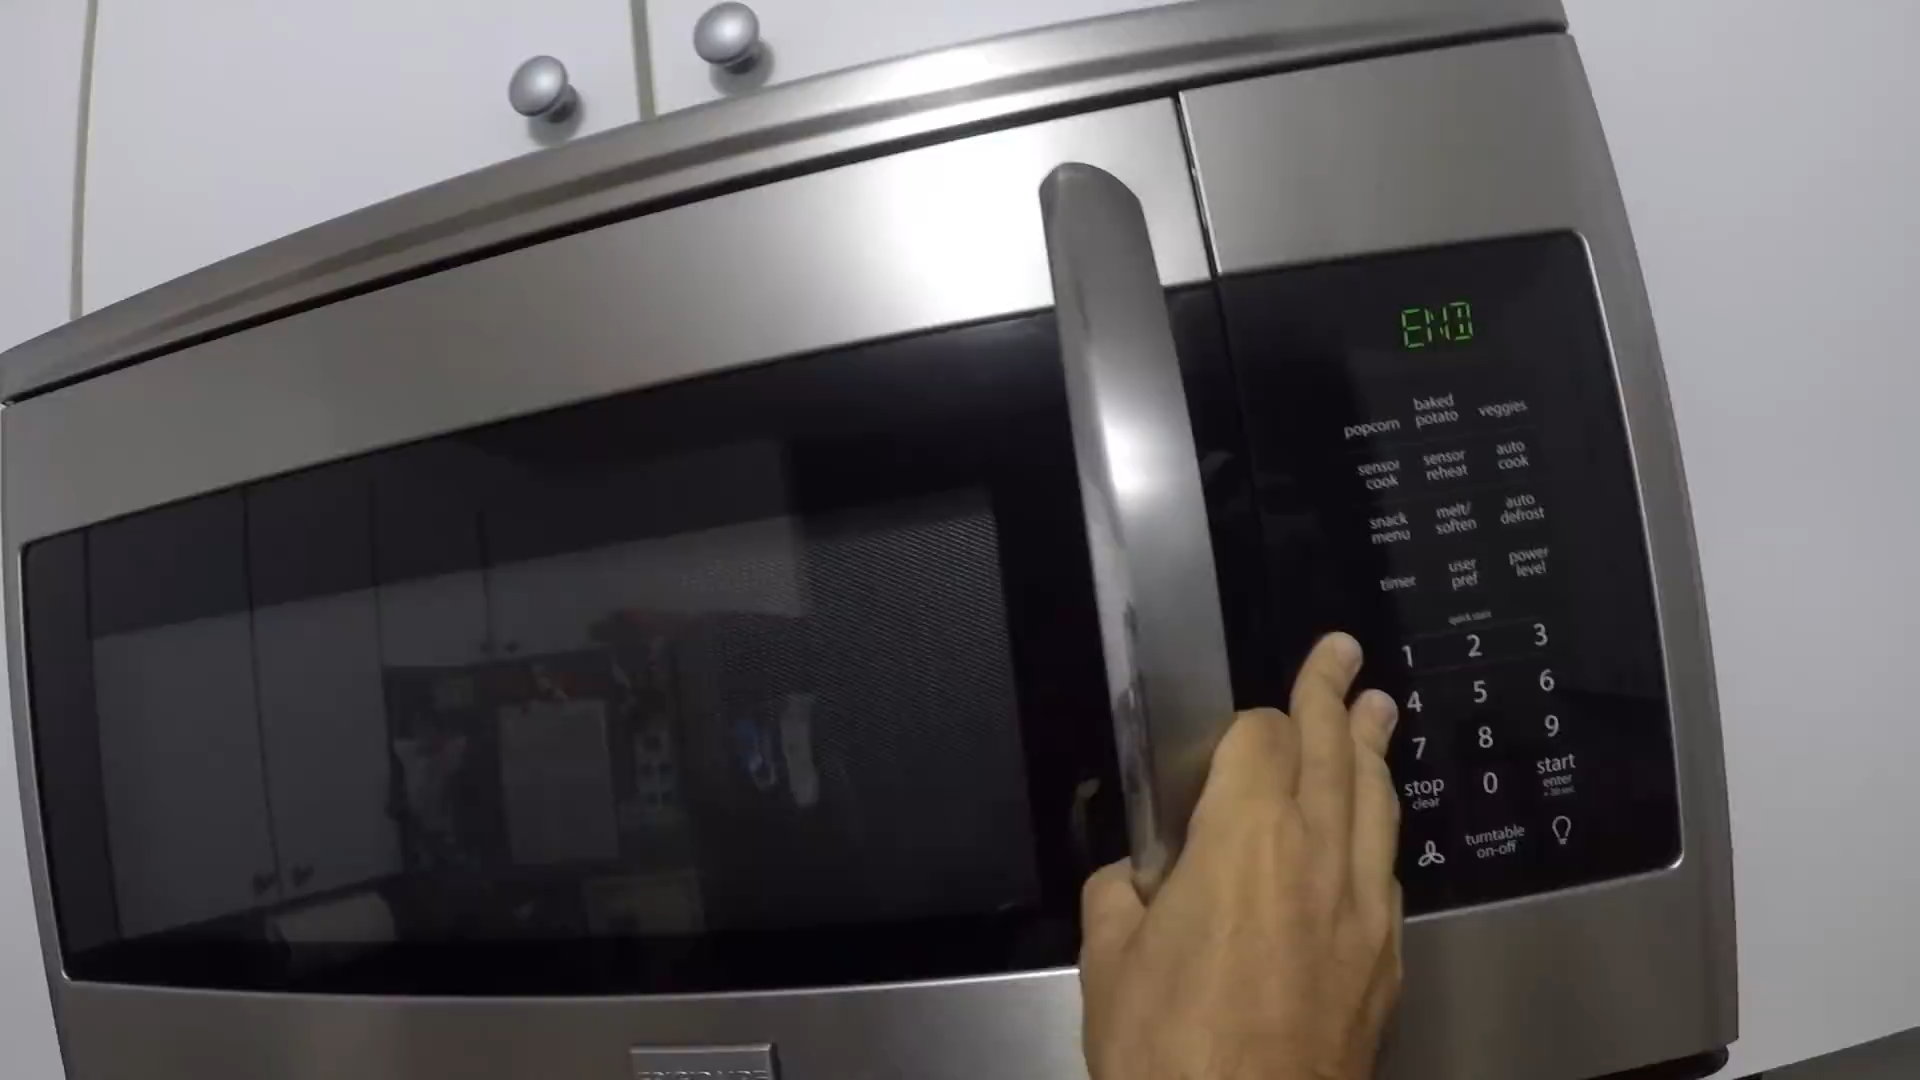 END
popcorn
baked
potato
veggies
sensor
cook
sensor
reheat
auto
cook
snack
menu
melt/
soften
auto
defrost
timer
user
pref
power
level
quick start
1 2 3
4 5 6
7 8 9
stop
clear
0
start
enter
turntable
on-off
FRIGIDAIRE